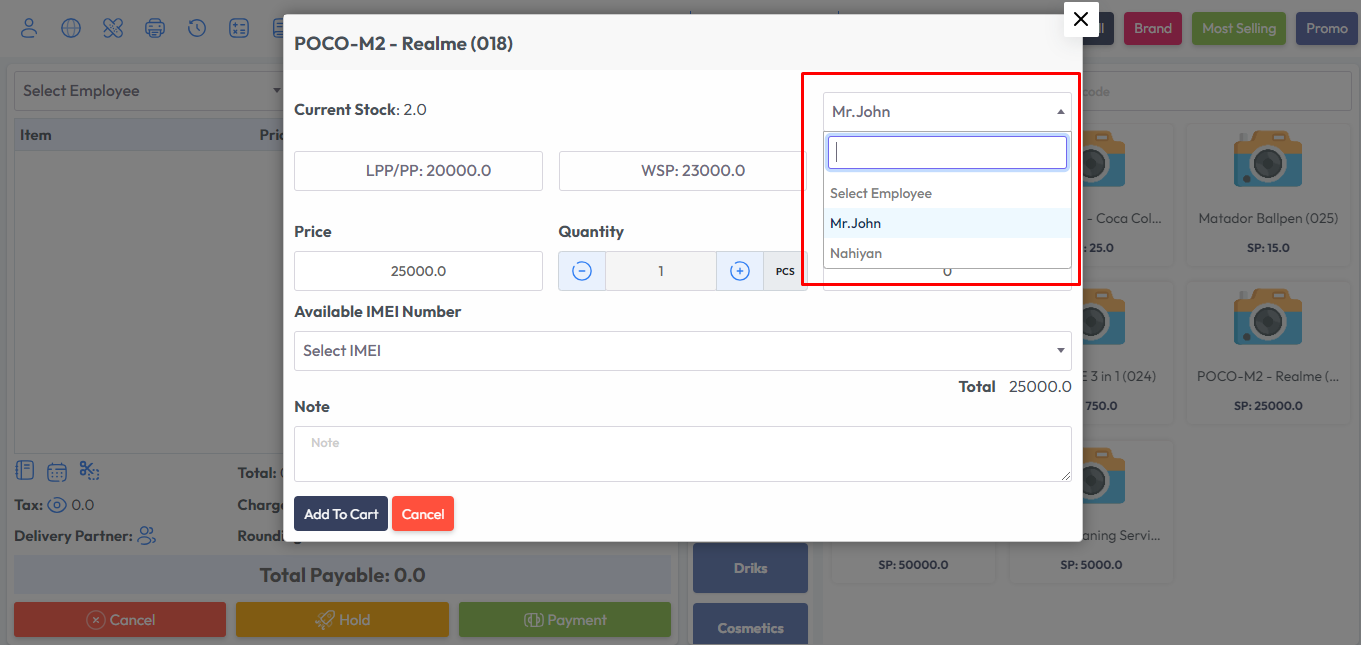 Brand
Most Selling
Promo
POCO-M2 - Realme (018)
Select Employee
Item
Current Stock: 2.0
Mr.John
LPP/PP: 20000.0
WSP: 23000.0
Select Employee
Mr.John
Nahiyan
Price
Quantity
25000.0
1
PCS
0
Available IMEI Number
Select IMEI
Total 25000.0
Note
Note
Add To Cart
Cancel
code
- Coca Col...
25.0
Matador Ballpen (025)
SP: 15.0
E 3 in 1 (024)
750.0
POCO-M2 - Realme (...
SP: 25000.0
SP: 50000.0
aning Servi...
SP: 5000.0
Total:
Tax: 0.0
Delivery Partner:
Total Payable: 0.0
Cancel
Hold
Payment
Driks
Cosmetics